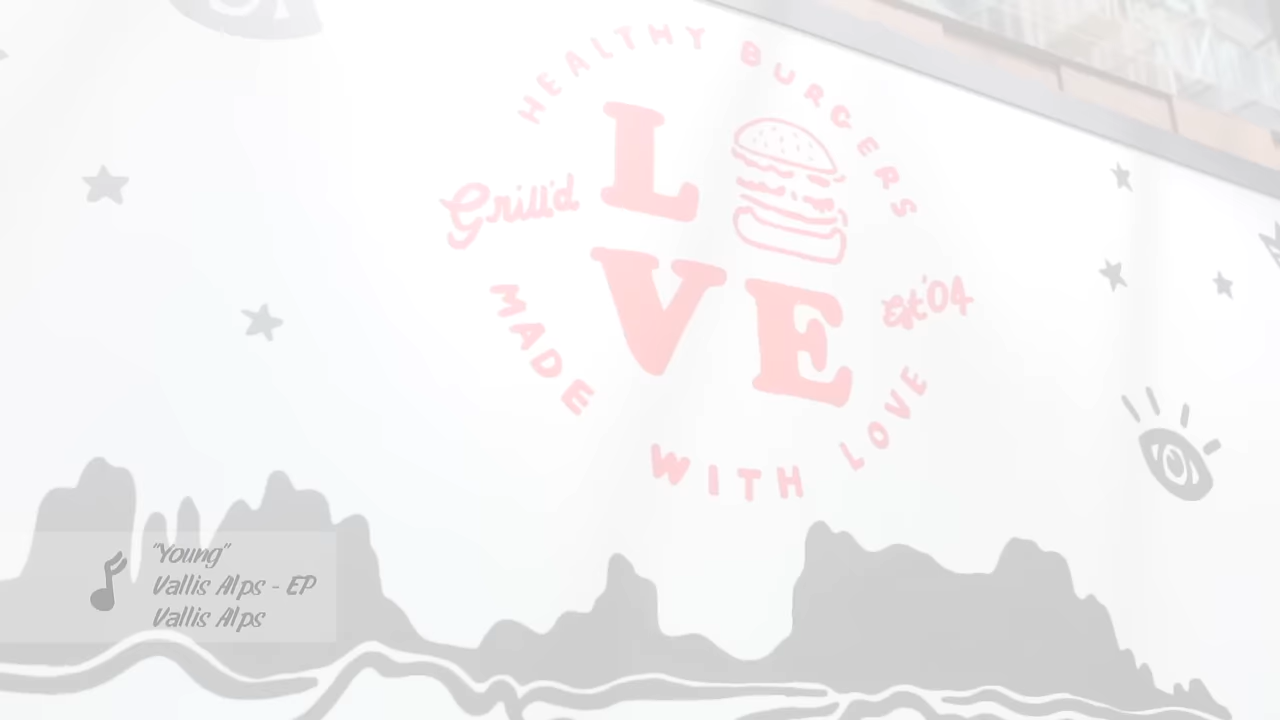 HEALTHY BURGERS
Grill'd
L
VE
Est'04
MADE
WITH LOVE
"Young"
Vallis Alps - EP
Vallis Alps